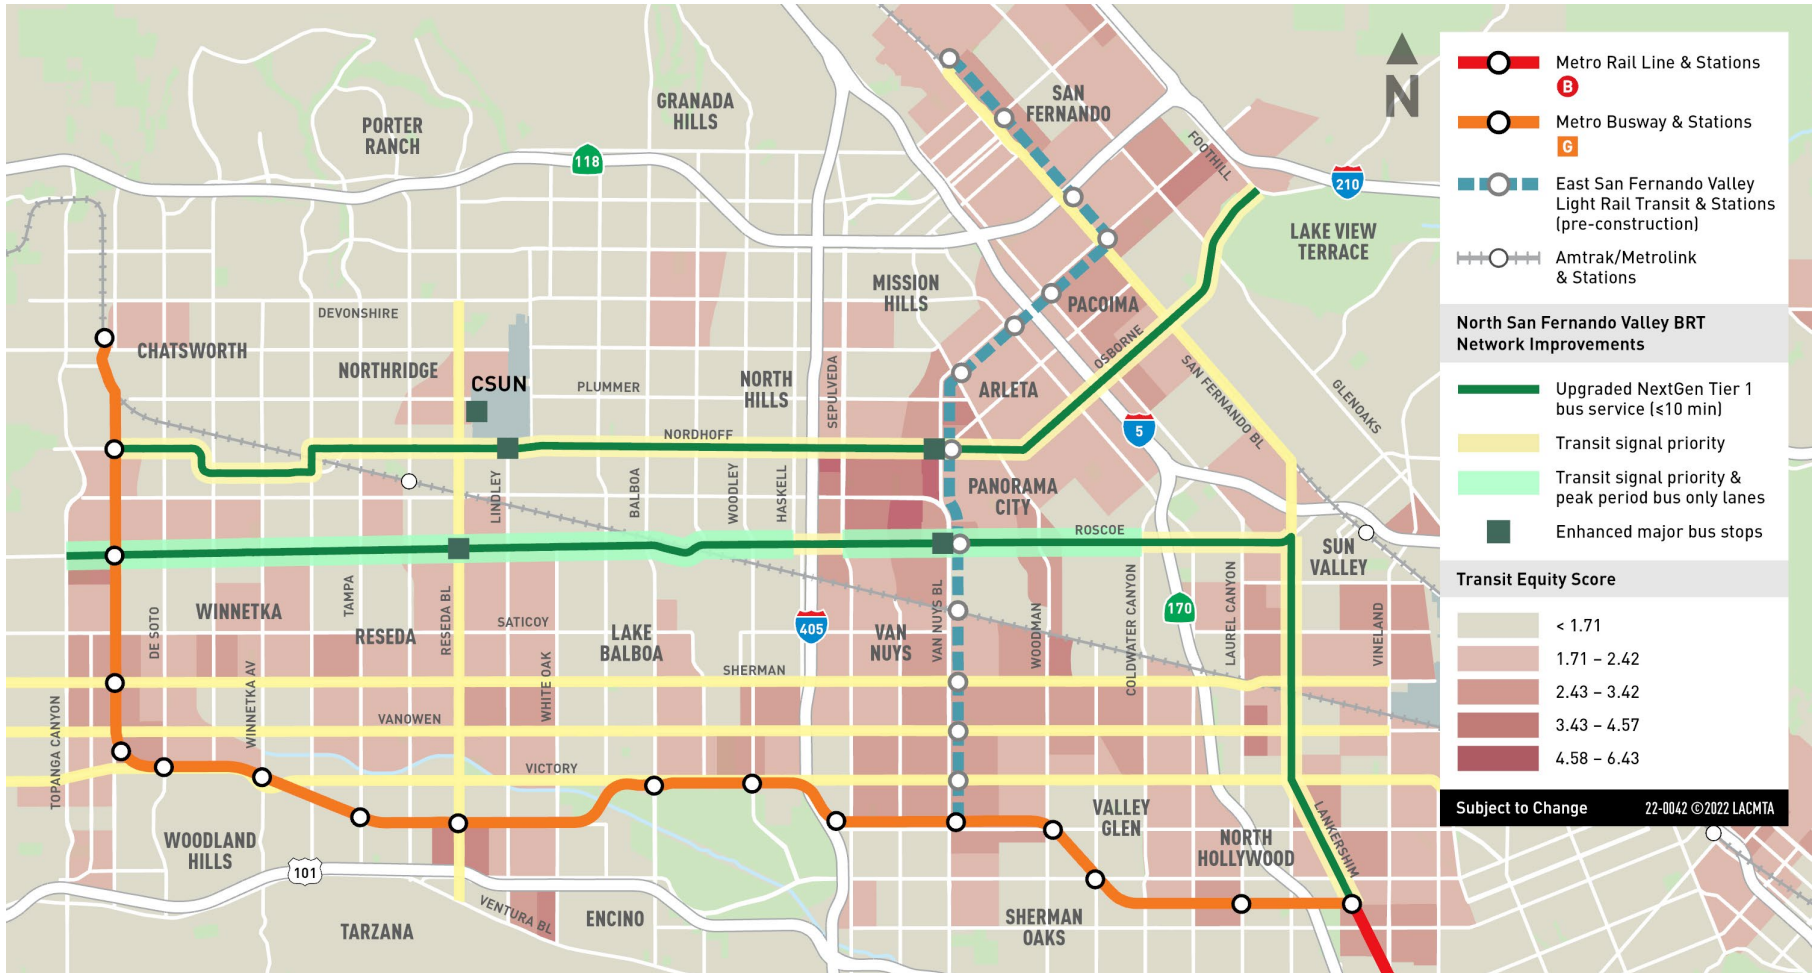 PORTER
RANCH
GRANADA
HILLS
118
SAN
FERNANDO
FOOTHILL
210
LAKE VIEW
TERRACE
N
MISSION
HILLS
PACOIMA
DEVONSHIRE
CHATSWORTH
NORTHRIDGE
CSUN
PLUMMER
NORTH
HILLS
SEPULVEDA
ARLETA
OSBORNE
SAN FERNANDO BL
GLENOAKS
5
NORDHOFF
LINDLEY
BALBOA
WOODLEY
HASKELL
PANORAMA
CITY
ROSCOE
SUN
VALLEY
WINNETKA
DE SOTO
TAMPA
RESEDA
RESEDA BL
SATICOY
LAKE
BALBOA
405
VAN
NUYS
VAN NUYS BL
WOODMAN
COLDWATER CANYON
170
LAUREL CANYON
VINELAND
SHERMAN
WHITE OAK
WINNETKA AV
VANOWEN
TOPANGA CANYON
VICTORY
WOODLAND
HILLS
101
TARZANA
VENTURA BL
ENCINO
VALLEY
GLEN
NORTH
HOLLYWOOD
LANKERSHIM
SHERMAN
OAKS
Metro Rail Line & Stations
B
Metro Busway & Stations
G
East San Fernando Valley
Light Rail Transit & Stations
(pre-construction)
Amtrak/Metrolink
& Stations
North San Fernando Valley BRT
Network Improvements
Upgraded NextGen Tier 1
bus service (≤10 min)
Transit signal priority
Transit signal priority &
peak period bus only lanes
Enhanced major bus stops
Transit Equity Score
< 1.71
1.71 – 2.42
2.43 – 3.42
3.43 – 4.57
4.58 – 6.43
Subject to Change 22-0042 ©2022 LACMTA